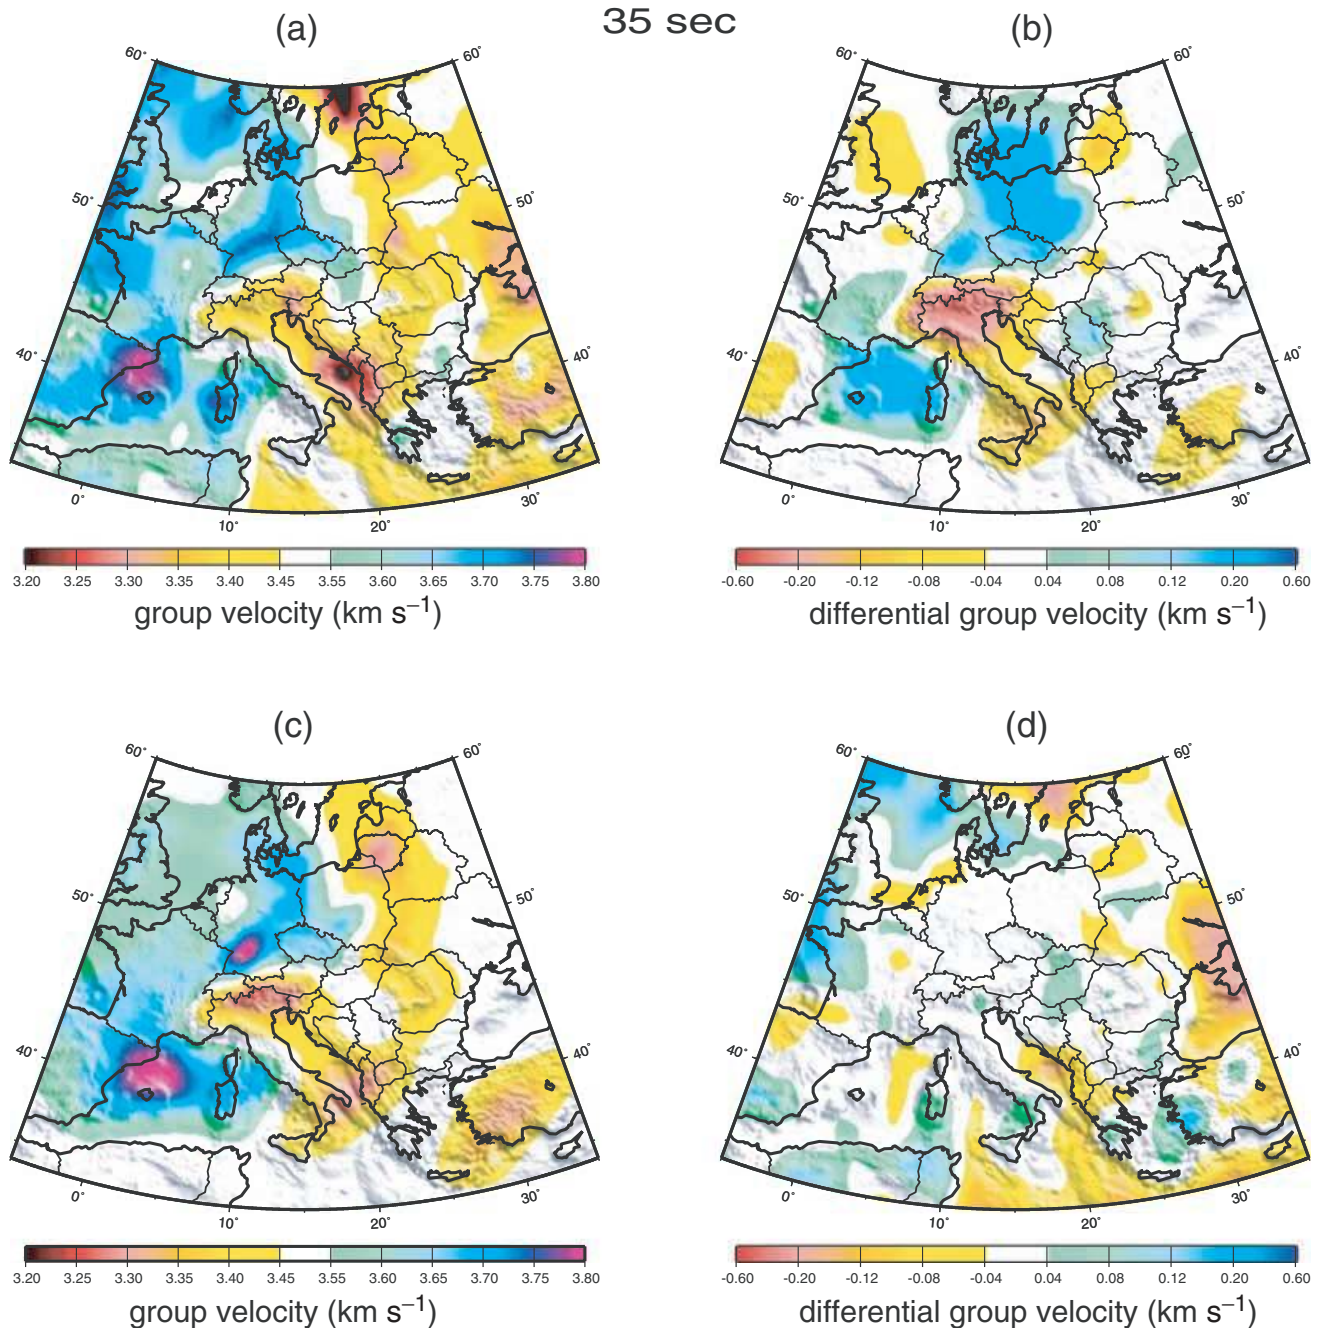 35 sec
(a)
(b)
60° 60°
50° 50°
40° 40°
0° 10° 20° 30°
60° 60°
50° 50°
40° 40°
0° 10° 20° 30°
3.20 3.25 3.30 3.35 3.40 3.45 3.55 3.60 3.65 3.70 3.75 3.80
group velocity (km s⁻¹)
-0.60 -0.20 -0.12 -0.08 -0.04 0.04 0.08 0.12 0.20 0.60
differential group velocity (km s⁻¹)
(c)
(d)
60° 60°
50° 50°
40° 40°
0° 10° 20° 30°
60° 60°
50° 50°
40° 40°
0° 10° 20° 30°
3.20 3.25 3.30 3.35 3.40 3.45 3.55 3.60 3.65 3.70 3.75 3.80
group velocity (km s⁻¹)
-0.60 -0.20 -0.12 -0.08 -0.04 0.04 0.08 0.12 0.20 0.60
differential group velocity (km s⁻¹)